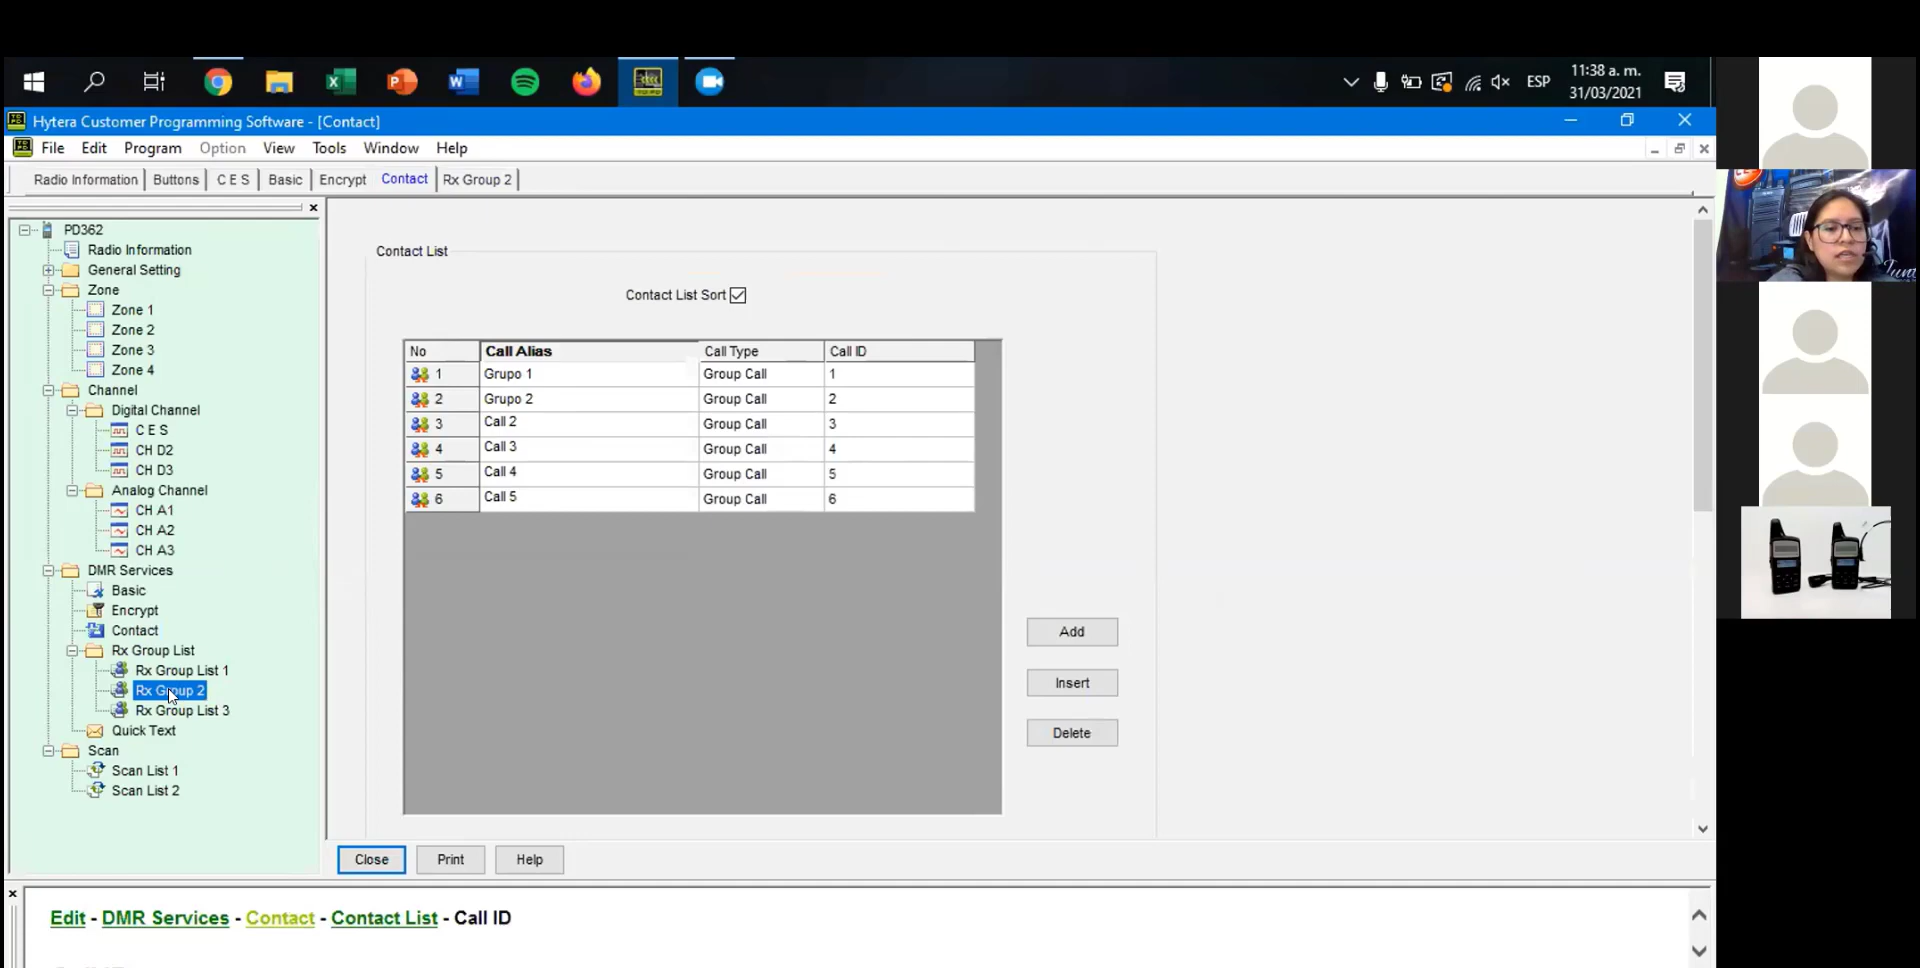 11:38 a. m.
ESP
31/03/2021
Hytera Customer Programming Software - [Contact]
File Edit Program Option View Tools Window Help
Radio Information Buttons C E S Basic Encrypt Contact Rx Group 2
PD362
Radio Information
General Setting
Zone
Zone 1
Zone 2
Zone 3
Zone 4
Channel
Digital Channel
C E S
CH D2
CH D3
Analog Channel
CH A1
CH A2
CH A3
DMR Services
Basic
Encrypt
Contact
Rx Group List
Rx Group List 1
Rx Group 2
Rx Group List 3
Quick Text
Scan
Scan List 1
Scan List 2
Contact List
Contact List Sort
No Call Alias Call Type Call ID
1 Grupo 1 Group Call 1
2 Grupo 2 Group Call 2
3 Call 2 Group Call 3
4 Call 3 Group Call 4
5 Call 4 Group Call 5
6 Call 5 Group Call 6
Add
Insert
Delete
Close Print Help
Edit - DMR Services - Contact - Contact List - Call ID